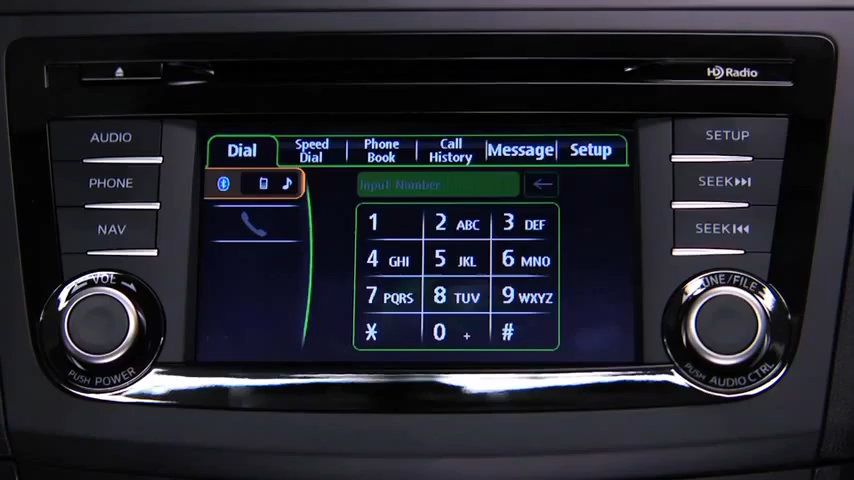 HD Radio
AUDIO
PHONE
NAV
VOL
PUSH POWER
Dial
Speed Dial
Phone Book
Call History
Message
Setup
Input Number
1
2 ABC
3 DEF
4 GHI
5 JKL
6 MNO
7 PQRS
8 TUV
9 WXYZ
*
0 +
#
SETUP
SEEK
SEEK
TUNE/FILE
PUSH AUDIO CTRL